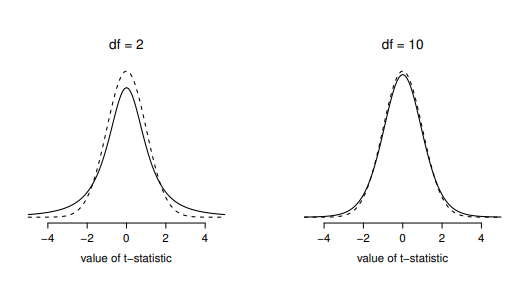 df = 2
−4 −2 0 2 4
value of t−statistic
df = 10
−4 −2 0 2 4
value of t−statistic